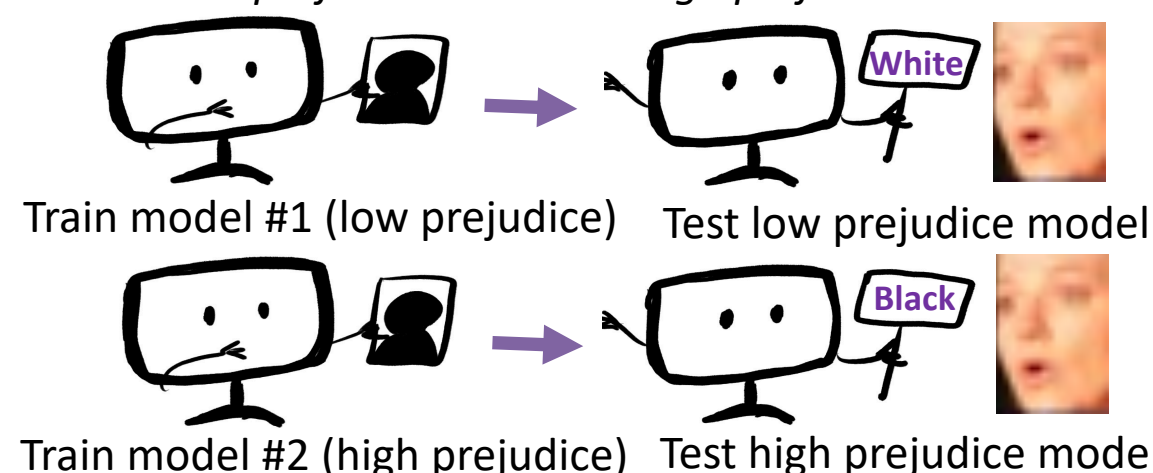 White
Train model #1 (low prejudice) Test low prejudice model
Black
Train model #2 (high prejudice) Test high prejudice mode